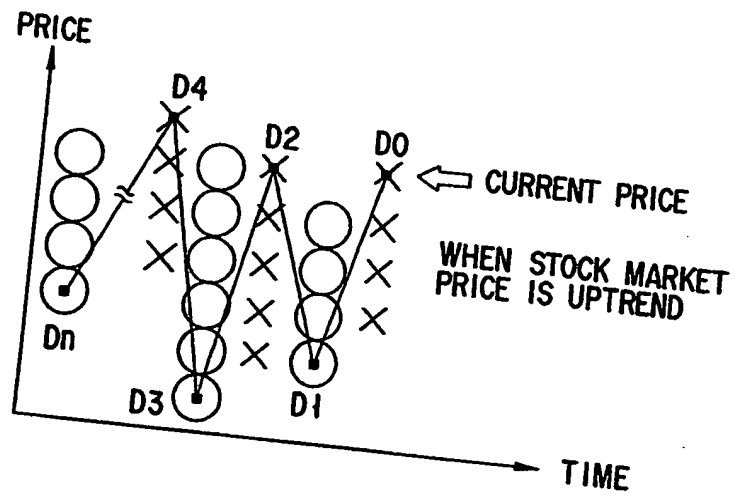 PRICE
D4
D2
D0
CURRENT PRICE
WHEN STOCK MARKET
PRICE IS UPTREND
Dn
D3
D1
TIME